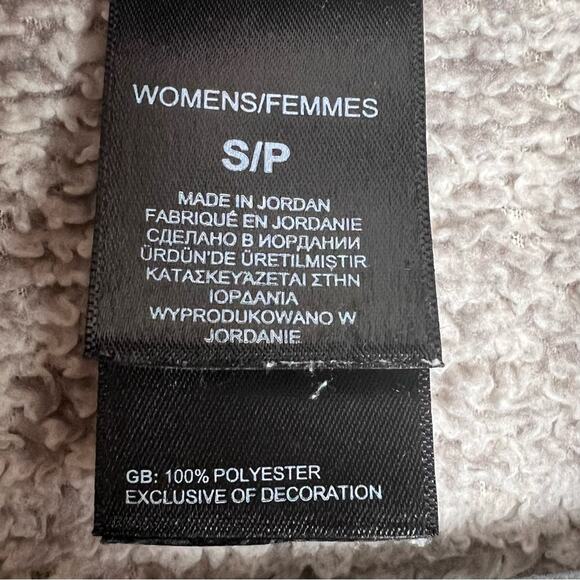 WOMENS/FEMMES
S/P
MADE IN JORDAN
FABRIQUÉ EN JORDANIE
СДЕЛАНО В ИОРДАНИИ
ÜRDÜN'DE ÜRETILMIŞTIR
ΚΑΤΑΣΚΕΥΑΖΕΤΑΙ ΣΤΗΝ
ΙΟΡΔΑΝΙΑ
WYPRODUKOWANO W
JORDANIE
GB: 100% POLYESTER
EXCLUSIVE OF DECORATION